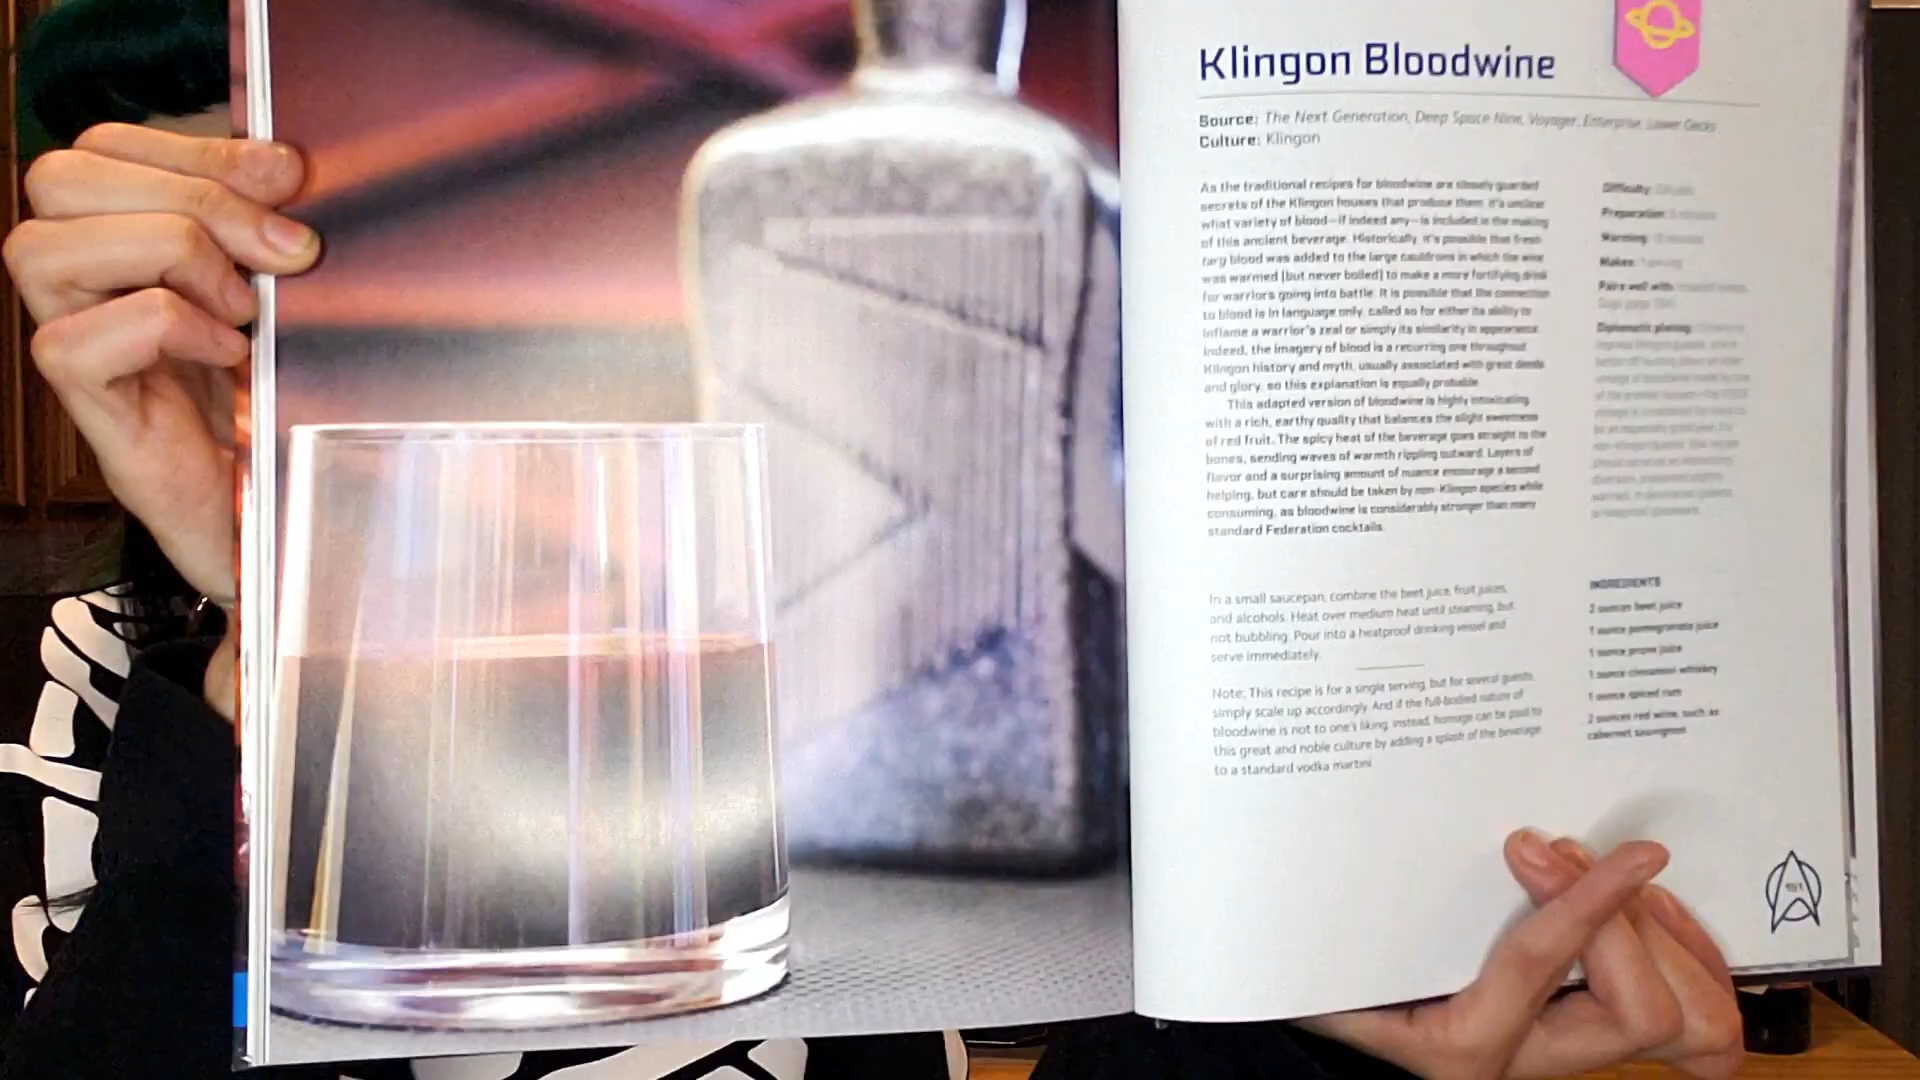 Klingon Bloodwine
Source: The Next Generation, Deep Space Nine, Voyager, Enterprise, Lower Decks
Culture: Klingon
As the traditional recipes for bloodwine are closely guarded
secrets of the Klingon houses that produce them, it's unclear
what variety of blood—if indeed any—is included in the making
of this ancient beverage. Historically, it's possible that fresh
blood was added to the large cauldrons in which the wine
was warmed (but never boiled) to make a more fortifying drink
for warriors going into battle. It is possible that the connection
to blood is in language only, called so for either its ability to
inflame a warrior's zeal or simply its similarity in appearance.
Indeed, the imagery of blood is a recurring one throughout
Klingon history and myth, usually associated with great deeds
and glory, so this explanation is equally probable.
This adapted version of bloodwine is highly intoxicating,
with a rich, earthy quality that balances the slight sweetness
of red fruit. The spicy heat of the beverage goes straight to the
bones, sending waves of warmth rippling outward. Layers of
flavor and a surprising amount of nuance encourage a second
helping, but care should be taken by non-Klingon species while
consuming, as bloodwine is considerably stronger than many
standard Federation cocktails.
In a small saucepan, combine the beet juice, fruit juices,
and alcohols. Heat over medium heat until steaming, but
not bubbling. Pour into a heatproof drinking vessel and
serve immediately.
Note: This recipe is for a single serving, but for several guests,
simply scale up accordingly. And if the full-bodied nature of
bloodwine is not to one's liking, instead, homage can be paid to
this great and noble culture by adding a splash of the beverage
to a standard vodka martini.
Difficulty:
Preparation:
Warming:
Makes:
Pairs well with:
Diplomatic plating:
INGREDIENTS
2 ounces beet juice
1 ounce pomegranate juice
1 ounce prune juice
1 ounce cinnamon whiskey
1 ounce spiced rum
2 ounces red wine, such as
cabernet sauvignon
191